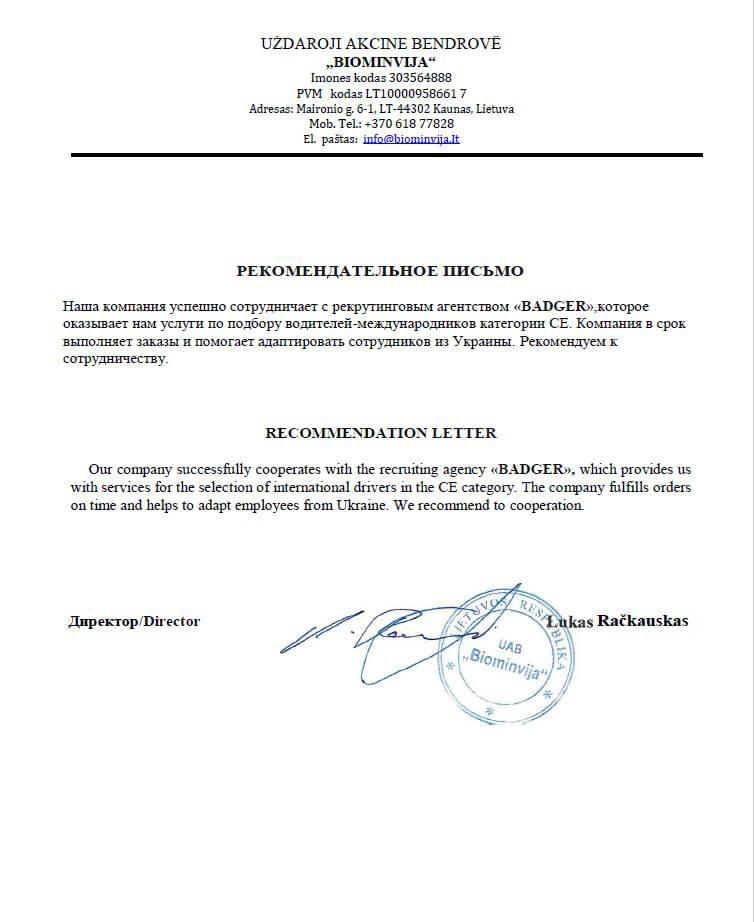 UŽDAROJI AKCINE BENDROVĖ
„BIOMINVIJA“
Imones kodas 303564888
PVM kodas LT10000958661 7
Adresas: Maironio g. 6-1, LT-44302 Kaunas, Lietuva
Mob. Tel.: +370 618 77828
El. paštas: info@biominvija.It
РЕКОМЕНДАТЕЛЬНОЕ ПИСЬМО
Наша компания успешно сотрудничает с рекрутинговым агентством «BADGER»,которое
оказывает нам услуги по подбору водителей-международников категории СЕ. Компания в срок
выполняет заказы и помогает адаптировать сотрудников из Украины. Рекомендуем к
сотрудничеству.
RECOMMENDATION LETTER
Our company successfully cooperates with the recruiting agency «BADGER», which provides us
with services for the selection of international drivers in the CE category. The company fulfills orders
on time and helps to adapt employees from Ukraine. We recommend to cooperation.
Директор/Director
Lukas Račkauskas
LIETUVOS RESPUBLIKA
UAB
„Biominvija“